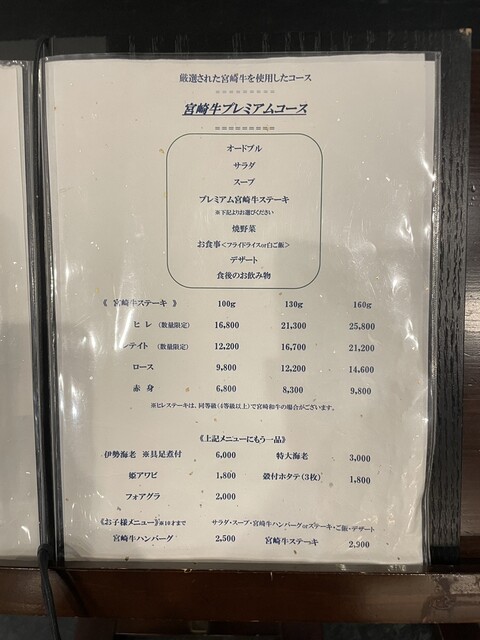 厳選された宮崎牛を使用したコース
==========
宮崎牛プレミアムコース
==========
オードブル
サラダ
スープ
プレミアム宮崎牛ステーキ
※下記よりお選びください
焼野菜
お食事<フライドライスor白ご飯>
デザート
食後のお飲み物
《 宮崎牛ステーキ 》 100g 130g 160g
ヒレ (数量限定) 16,800 21,300 25,800
テイト (数量限定) 12,200 16,700 21,200
ロース 9,800 12,200 14,600
赤身 6,800 8,300 9,800
※ヒレステーキは、同等級(4等級以上)で宮崎和牛の場合がございます。
《上記メニューにもう一品》
伊勢海老 ※具足煮付 6,000 特大海老 3,000
姫アワビ 1,800 殻付ホタテ(3枚) 1,800
フォアグラ 2,000
《お子様メニュー》※10才まで サラダ・スープ・宮崎牛ハンバーグorステーキ・ご飯・デザート
宮崎牛ハンバーグ 2,500 宮崎牛ステーキ 2,900